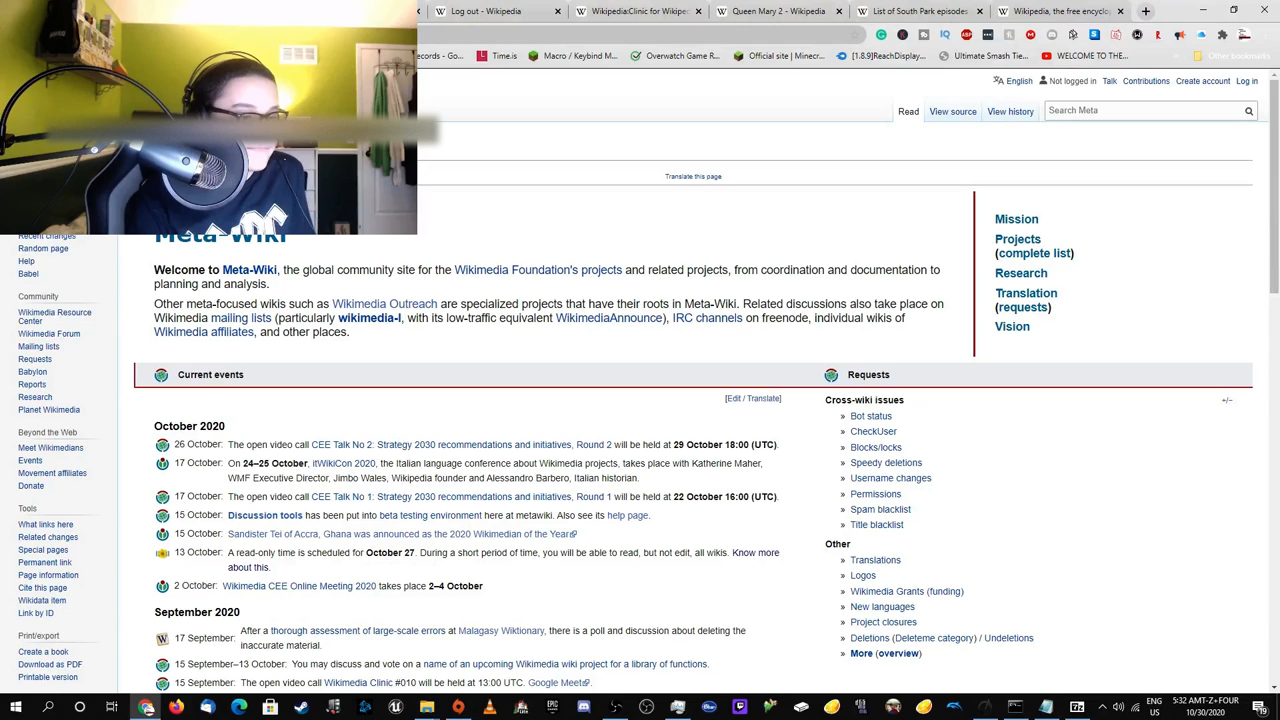 Log out - Wikipedia
WikipediaClinic for Wikiped
Queen Mary 2 - Wikipedia
List of South Park episodes
Wikipedia, the free encyclop
Time.is
Macro / Keybind M...
Overwatch Game R...
Official site | Minecr...
[1.8.9]ReachDisplay...
Ultimate Smash Tie...
WELCOME TO THE...
Other bookmarks
English
Not logged in
Talk
Contributions
Create account
Log in
Read
View source
View history
Search Meta
Translate this page
Meta-Wiki
Welcome to Meta-Wiki, the global community site for the Wikimedia Foundation's projects and related projects, from coordination and documentation to
planning and analysis.
Other meta-focused wikis such as Wikimedia Outreach are specialized projects that have their roots in Meta-Wiki. Related discussions also take place on
Wikimedia mailing lists (particularly wikimedia-l, with its low-traffic equivalent WikimediaAnnounce), IRC channels on freenode, individual wikis of
Wikimedia affiliates, and other places.
Mission
Projects
(complete list)
Research
Translation
(requests)
Vision
Recent changes
Random page
Help
Babel
Community
Wikimedia Resource
Center
Wikimedia Forum
Mailing lists
Requests
Babylon
Reports
Research
Planet Wikimedia
Beyond the Web
Meet Wikimedians
Events
Movement affiliates
Donate
Tools
What links here
Related changes
Special pages
Permanent link
Page information
Cite this page
Wikidata item
Link by ID
Print/export
Create a book
Download as PDF
Printable version
Current events
[Edit / Translate]
October 2020
26 October: The open video call CEE Talk No 2: Strategy 2030 recommendations and initiatives, Round 2 will be held at 29 October 18:00 (UTC).
17 October: On 24–25 October, itWikiCon 2020, the Italian language conference about Wikimedia projects, takes place with Katherine Maher,
WMF Executive Director, Jimbo Wales, Wikipedia founder and Alessandro Barbero, Italian historian.
17 October: The open video call CEE Talk No 1: Strategy 2030 recommendations and initiatives, Round 1 will be held at 22 October 16:00 (UTC).
15 October: Discussion tools has been put into beta testing environment here at metawiki. Also see its help page.
15 October: Sandister Tei of Accra, Ghana was announced as the 2020 Wikimedian of the Year
13 October: A read-only time is scheduled for October 27. During a short period of time, you will be able to read, but not edit, all wikis. Know more
about this.
2 October: Wikimedia CEE Online Meeting 2020 takes place 2–4 October
September 2020
17 September: After a thorough assessment of large-scale errors at Malagasy Wiktionary, there is a poll and discussion about deleting the
inaccurate material.
15 September–13 October: You may discuss and vote on a name of an upcoming Wikimedia wiki project for a library of functions.
15 September: The open video call Wikimedia Clinic #010 will be held at 13:00 UTC. Google Meet.
Requests
+/−
Cross-wiki issues
» Bot status
» CheckUser
» Blocks/locks
» Speedy deletions
» Username changes
» Permissions
» Spam blacklist
» Title blacklist
Other
» Translations
» Logos
» Wikimedia Grants (funding)
» New languages
» Project closures
» Deletions (Deleteme category) / Undeletions
» More (overview)
ENG
US
5:32 AMT-Z+FOUR
10/30/2020